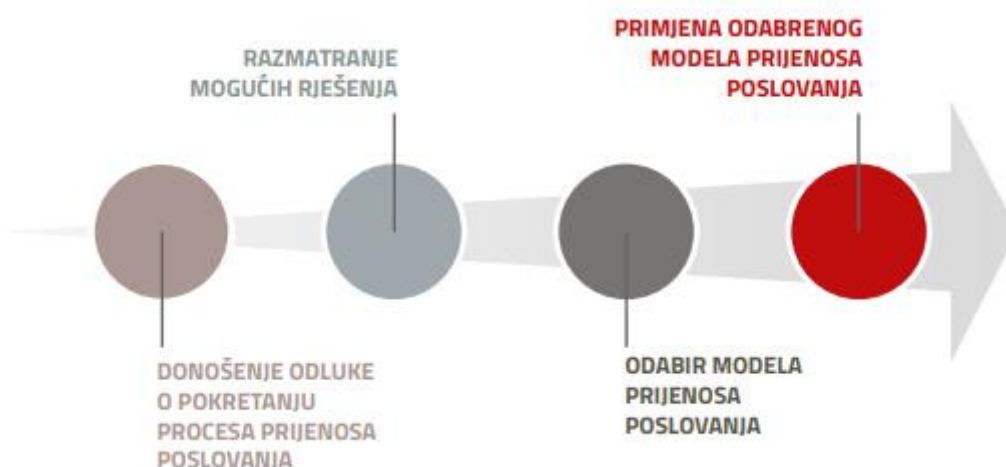 RAZMATRANJE
MOGUĆIH RJEŠENJA
PRIMJENA ODABRENOG
MODELA PRIJENOSA
POSLOVANJA
DONOŠENJE ODLUKE
O POKRETANJU
PROCESA PRIJENOSA
POSLOVANJA
ODABIR MODELA
PRIJENOSA
POSLOVANJA